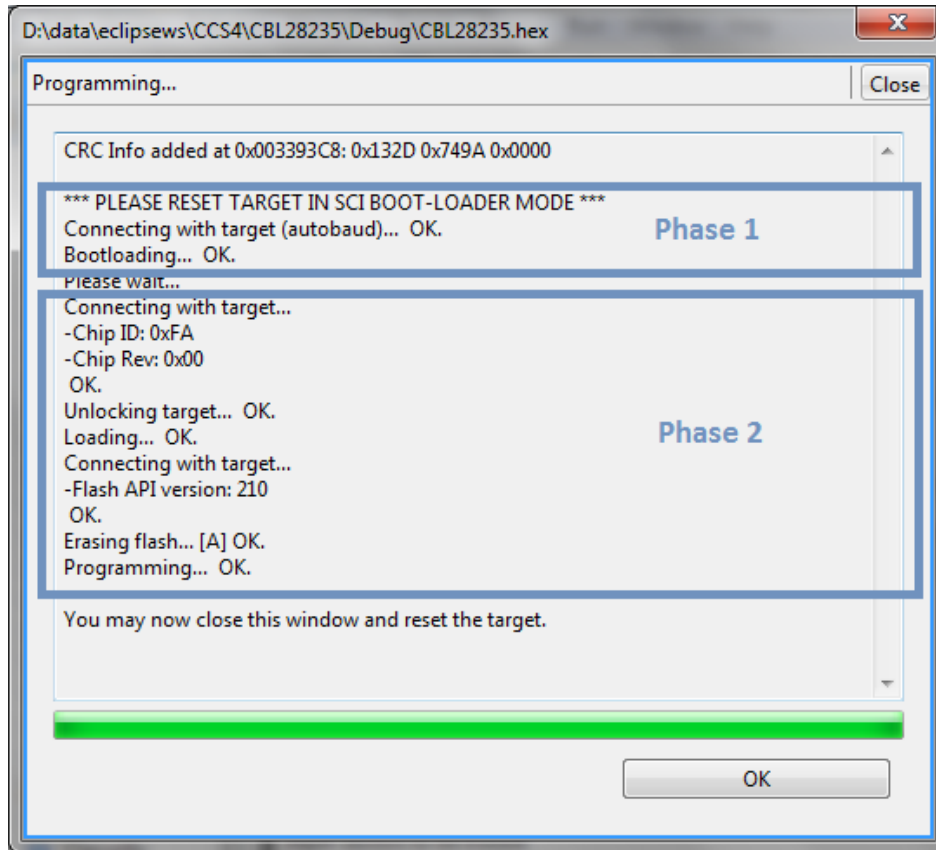 D:\data\eclipsews\CCS4\CBL28235\Debug\CBL28235.hex
Programming...
Close
CRC Info added at 0x003393C8: 0x132D 0x749A 0x0000
*** PLEASE RESET TARGET IN SCI BOOT-LOADER MODE ***
Connecting with target (autobaud)... OK.
Phase 1
Bootloading... OK.
Please wait...
Connecting with target...
-Chip ID: 0xFA
-Chip Rev: 0x00
OK.
Unlocking target... OK.
Loading... OK.
Phase 2
Connecting with target...
-Flash API version: 210
OK.
Erasing flash... [A] OK.
Programming... OK.
You may now close this window and reset the target.
OK